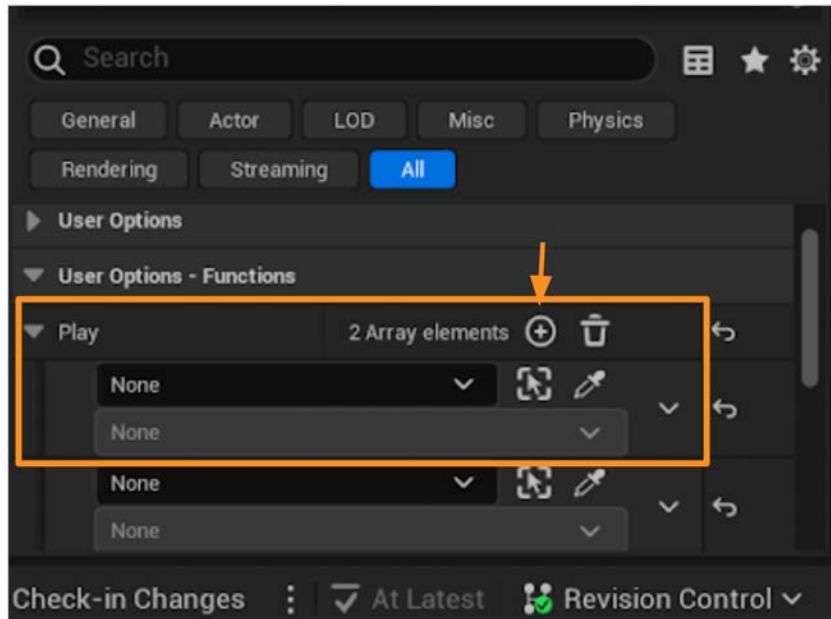 Search
General Actor LOD Misc Physics
Rendering Streaming All
User Options
User Options - Functions
Play 2 Array elements
None
None
None
None
Check-in Changes At Latest Revision Control